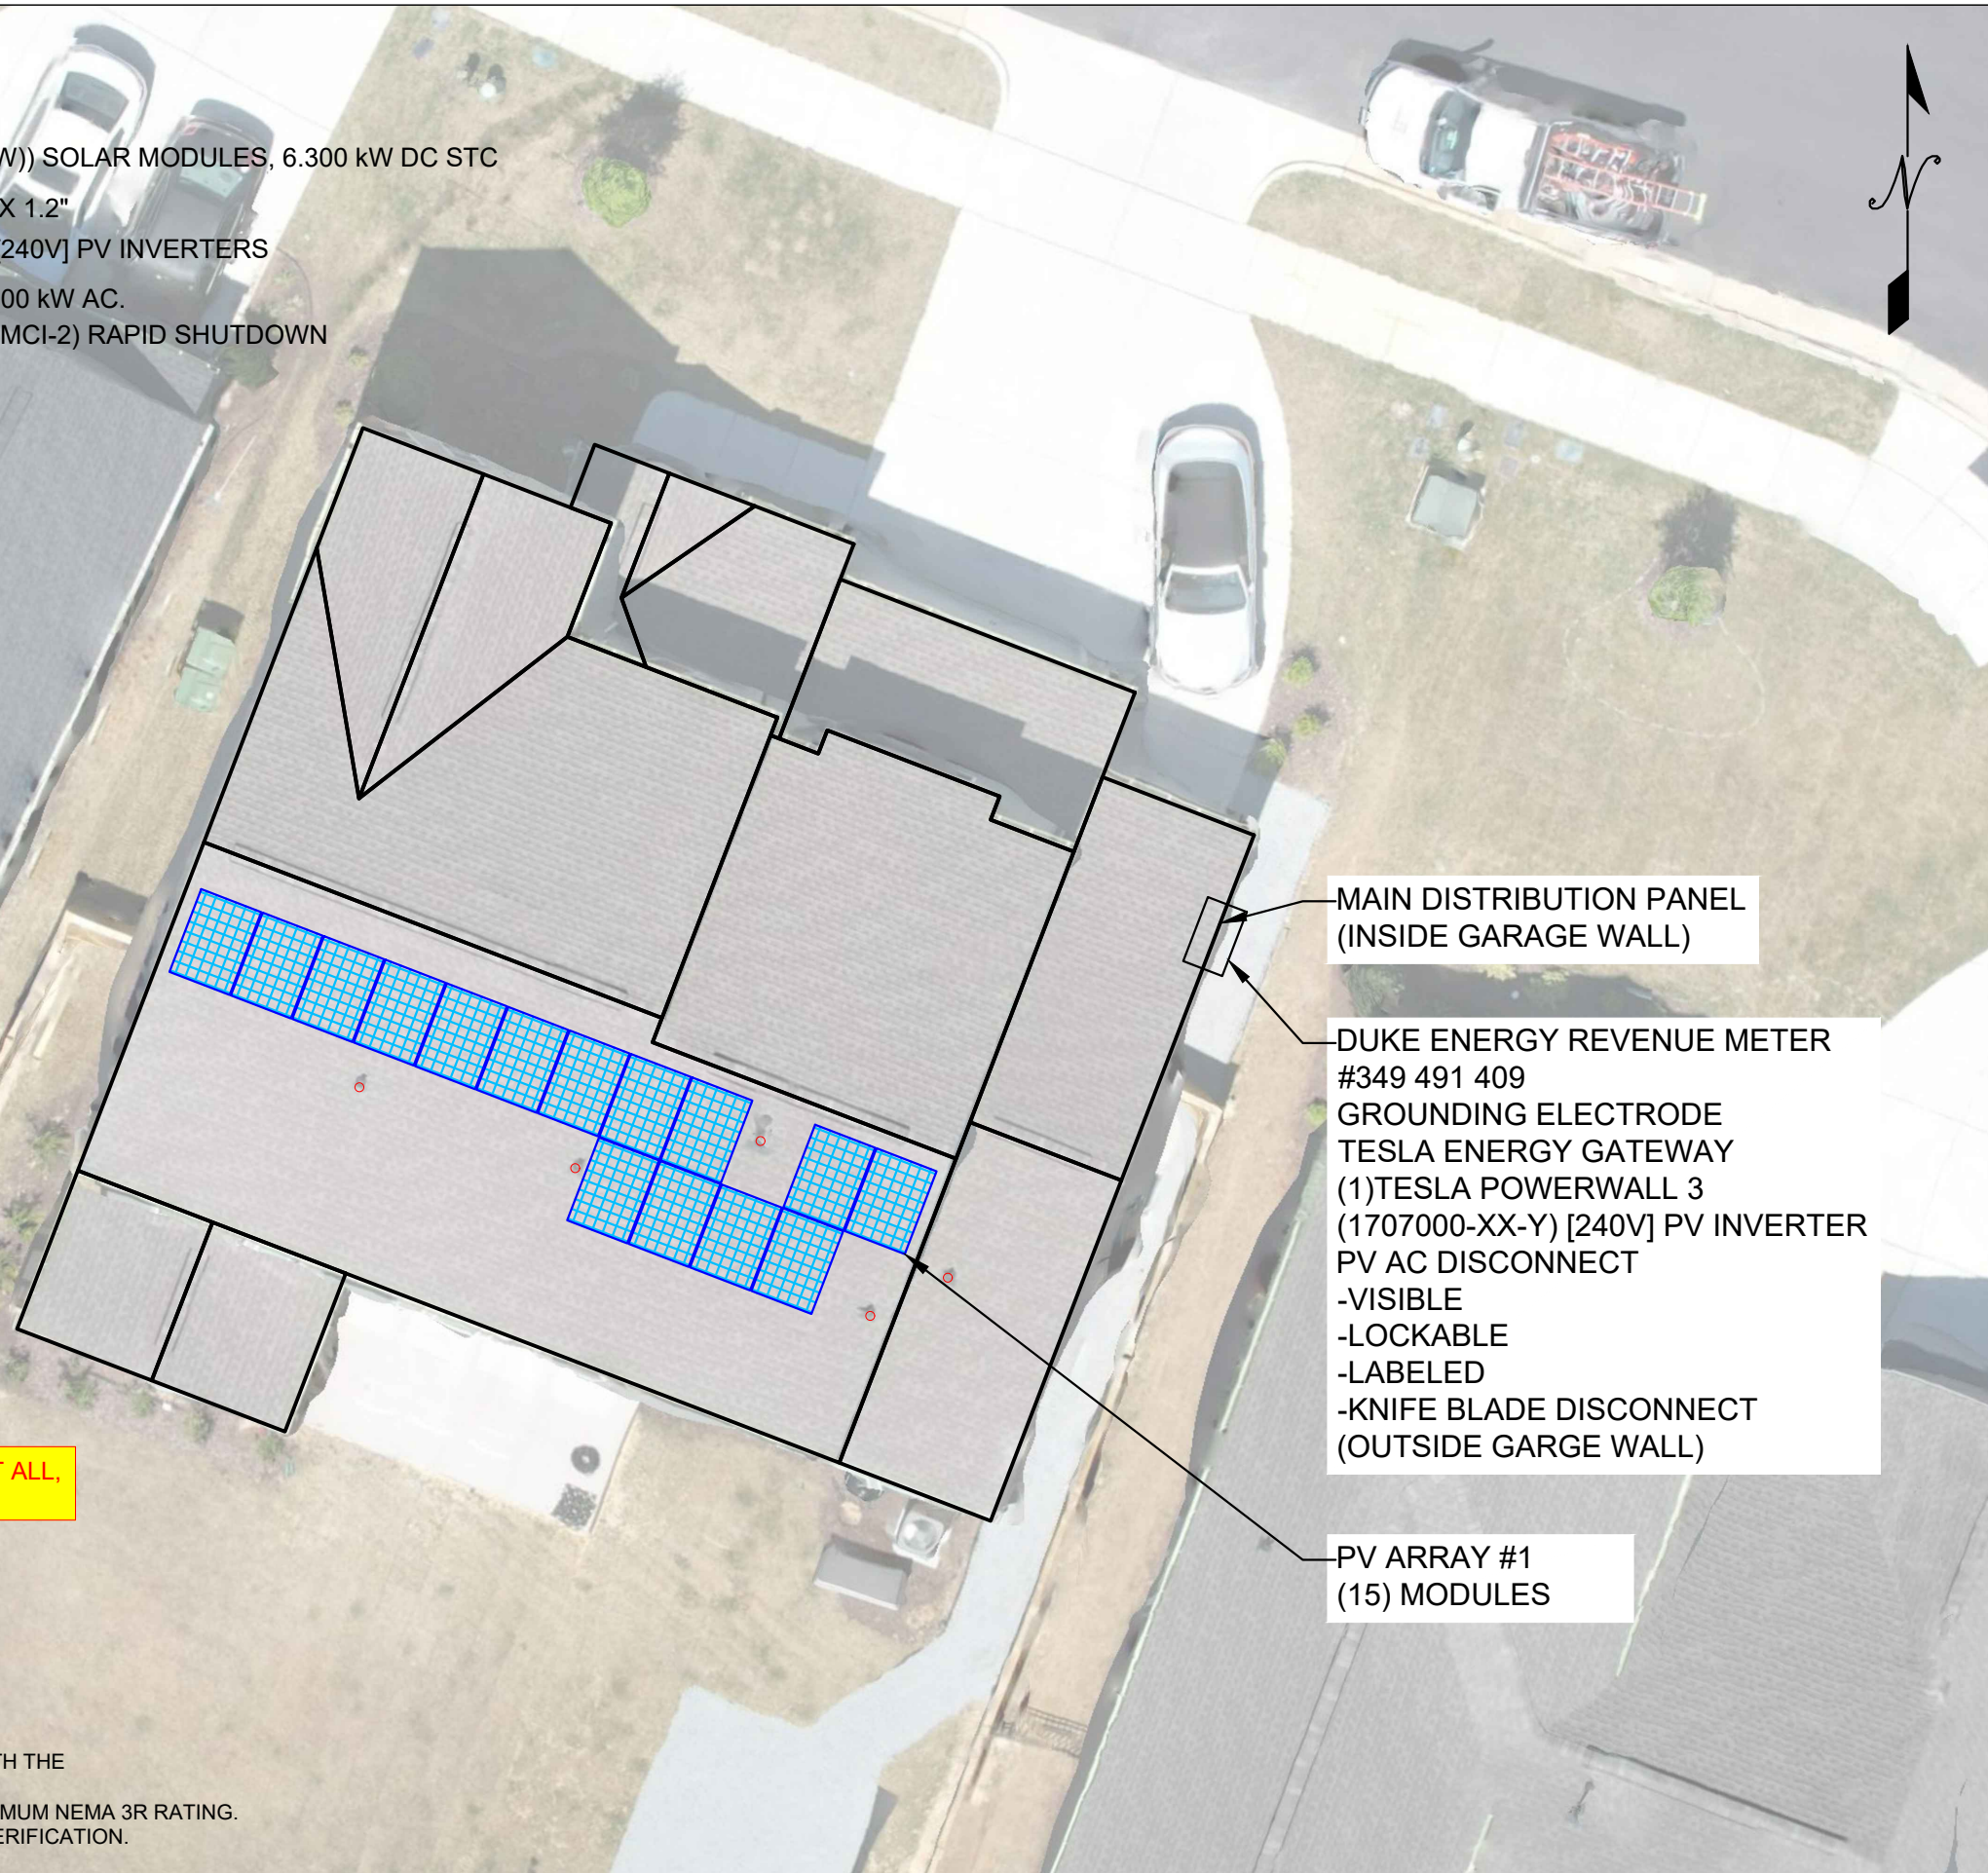 W)) SOLAR MODULES, 6.300 kW DC STC
X 1.2"
[240V] PV INVERTERS
00 kW AC.
MCI-2) RAPID SHUTDOWN
N
MAIN DISTRIBUTION PANEL
(INSIDE GARAGE WALL)
DUKE ENERGY REVENUE METER
#349 491 409
GROUNDING ELECTRODE
TESLA ENERGY GATEWAY
(1)TESLA POWERWALL 3
(1707000-XX-Y) [240V] PV INVERTER
PV AC DISCONNECT
-VISIBLE
-LOCKABLE
-LABELED
-KNIFE BLADE DISCONNECT
(OUTSIDE GARGE WALL)
T ALL,
PV ARRAY #1
(15) MODULES
TH THE
MUM NEMA 3R RATING.
ERIFICATION.